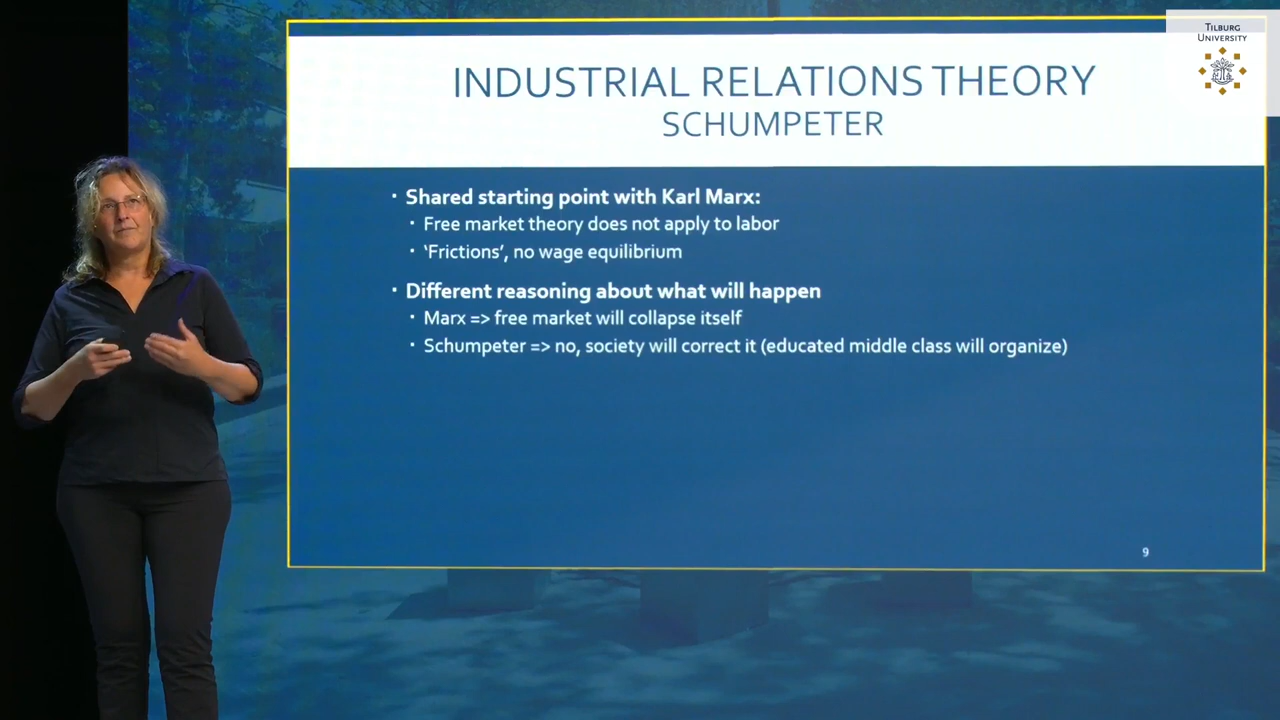 TILBURG
UNIVERSITY
INDUSTRIAL RELATIONS THEORY
SCHUMPETER
· Shared starting point with Karl Marx:
· Free market theory does not apply to labor
· ‘Frictions’, no wage equilibrium
· Different reasoning about what will happen
· Marx => free market will collapse itself
· Schumpeter => no, society will correct it (educated middle class will organize)
9